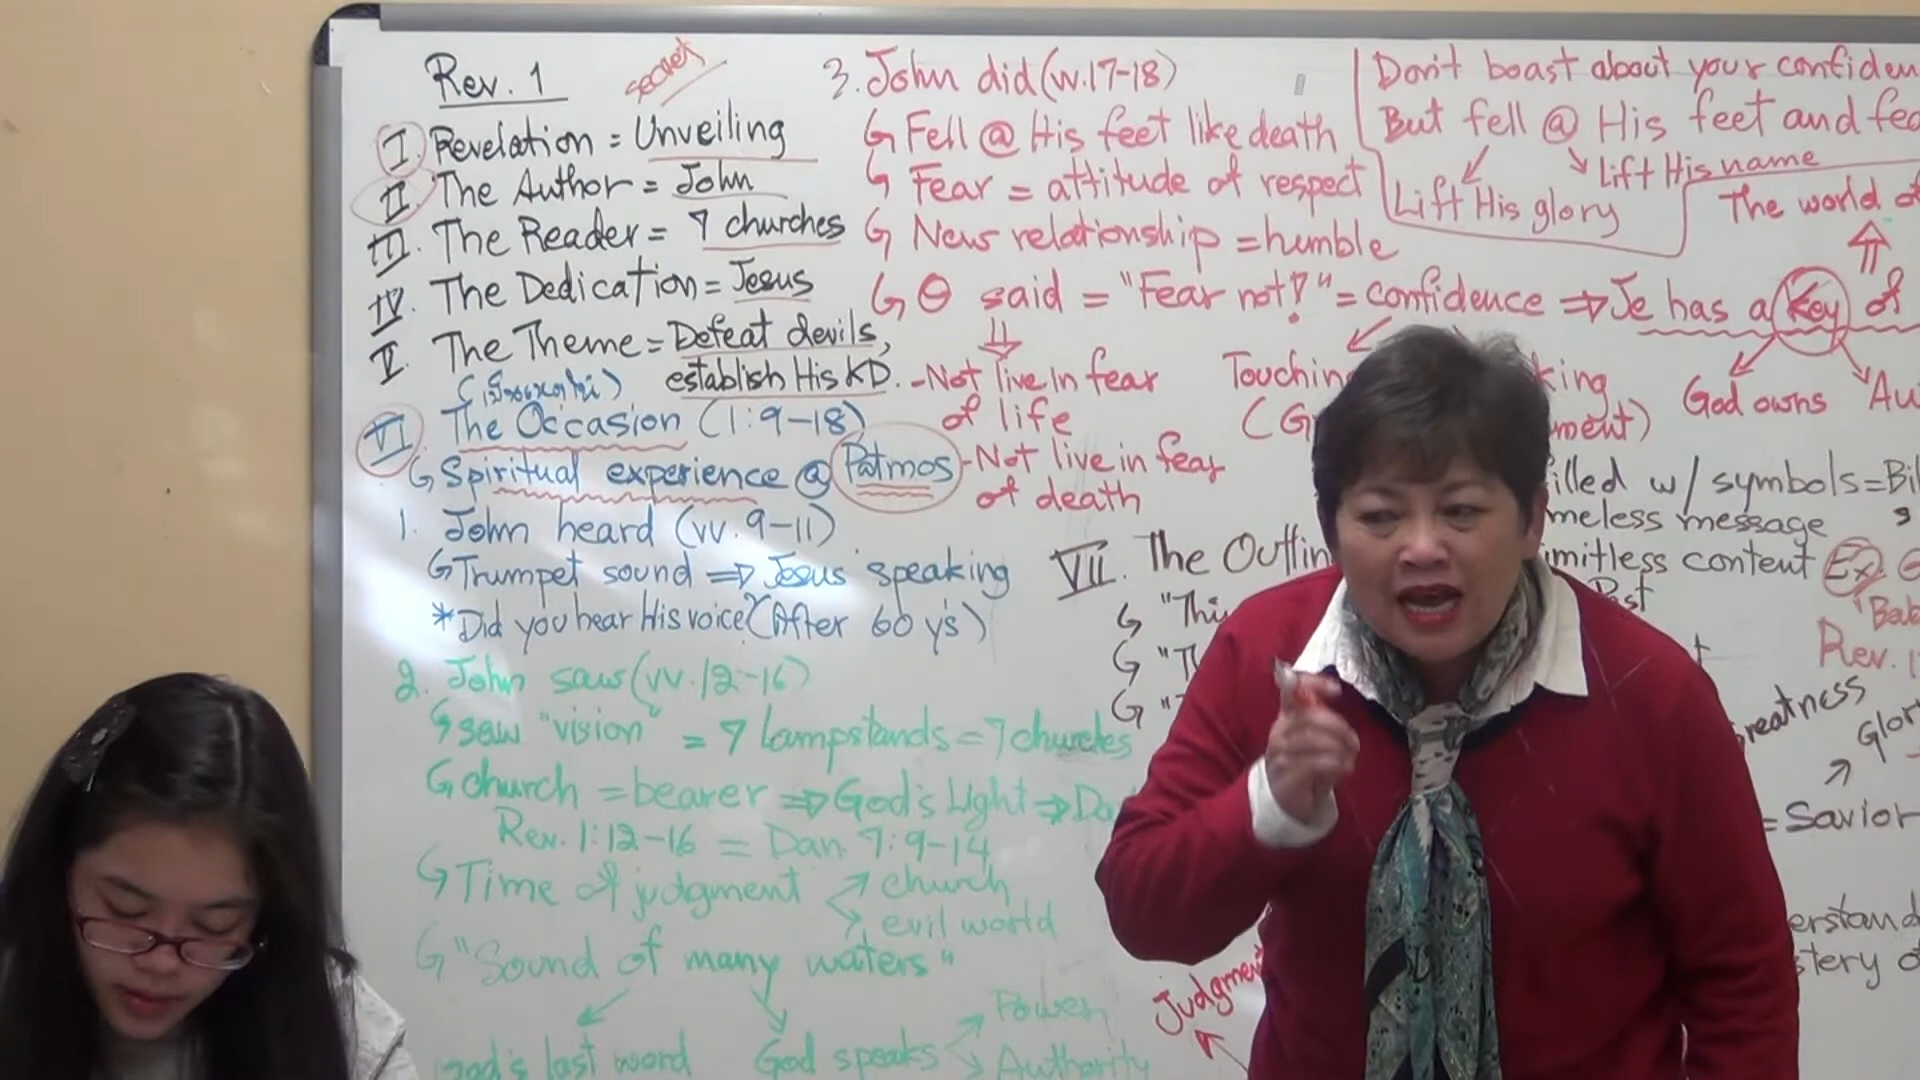 Rev. 1
secret
I. Revelation = Unveiling
II. The Author = John
III. The Reader = 7 churches
IV. The Dedication = Jesus
V. The Theme = Defeat devils,
establish His KD.
VI The Occasion (1:9-18)
Spiritual experience @ Patmos
1. John heard (vv. 9-11)
Trumpet sound ⇒ Jesus speaking
*Did you hear His voice? (After 60 y's)
2. John saw (vv. 12-16)
saw "vision" = 7 lampstands = 7 churches
church = bearer ⇒ God's Light ⇒
Rev. 1:12-16 = Dan. 7:9-14
Time of judgment
church
evil world
"Sound of many waters"
God's last word
God speaks
Power
Authority
3. John did (vv. 17-18)
Fell @ His feet like death
Fear = attitude of respect
New relationship = humble
said = "Fear not!" = confidence ⇒ Je has a Key of
-Not live in fear
of life
-Not live in fear
of death
Don't boast about your confiden
But fell @ His feet and
Lift His glory
Lift His name
The world of
God owns
symbols =
meless message
VII. The Outlin
mitless content
Ex.
"Thi
Rev.
reatness
= Savior
erstand
stery
Judgment